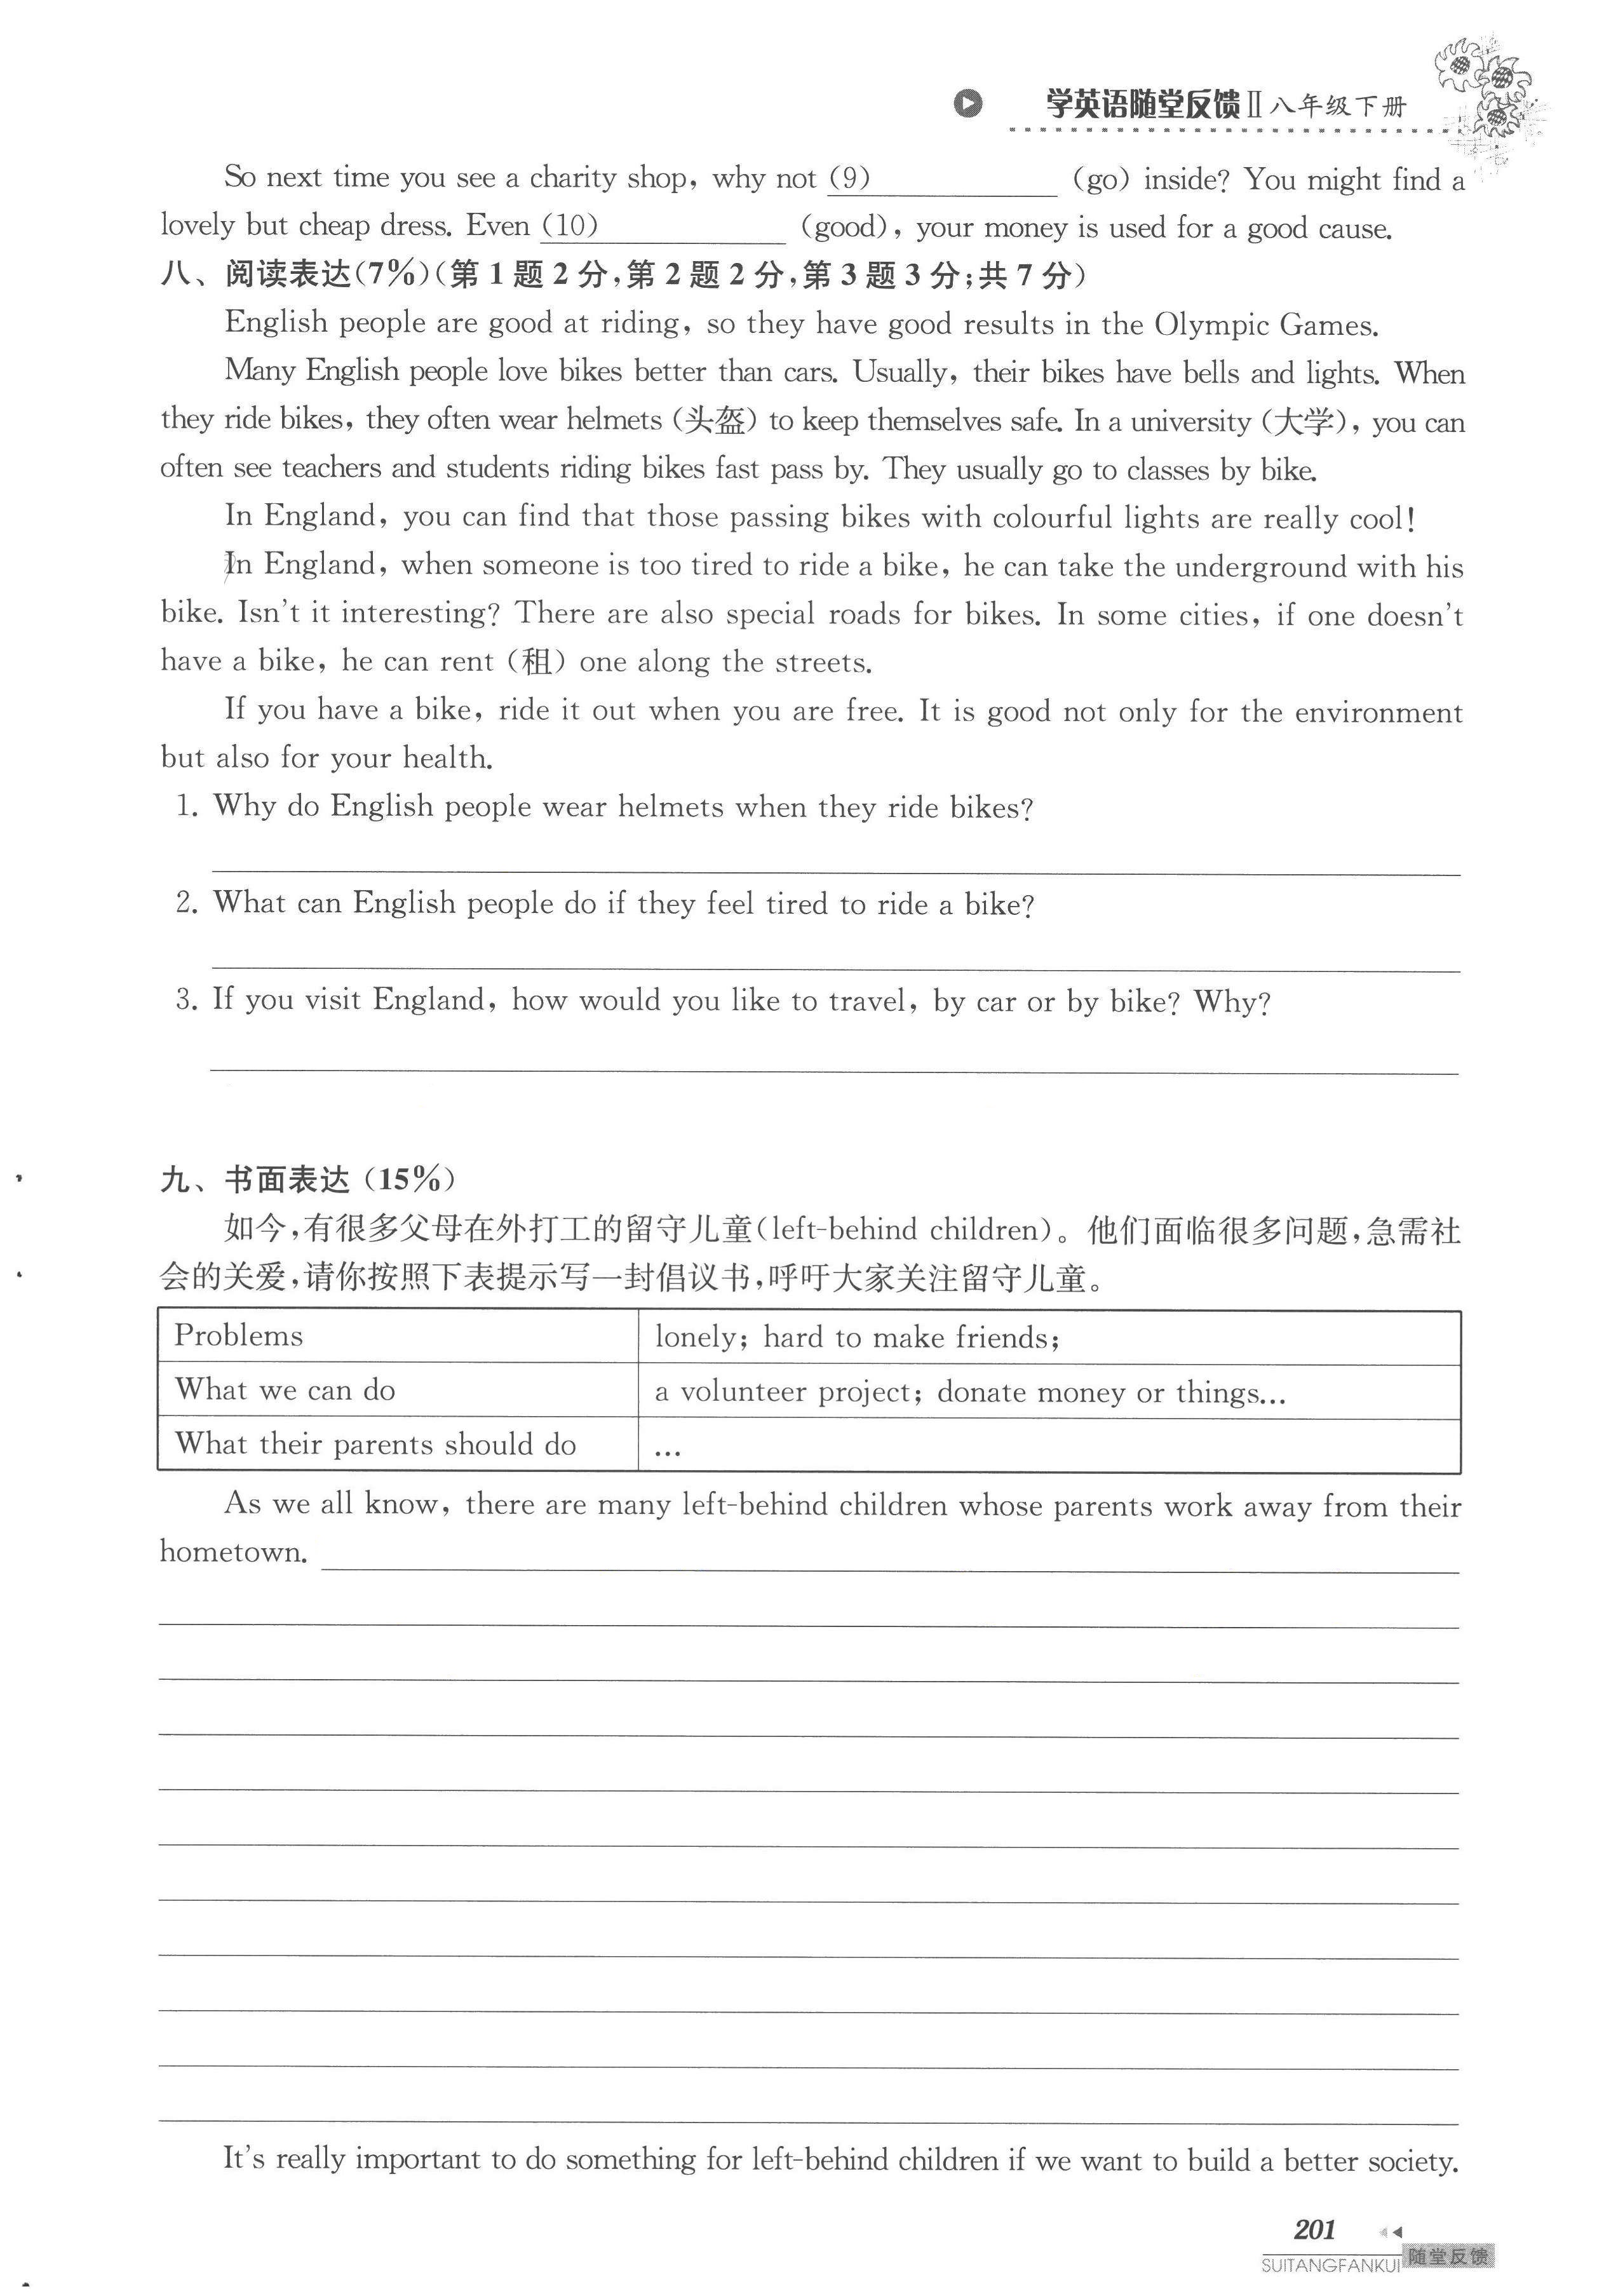 学英语随堂反馈Ⅱ八年级下册
So next time you see a charity shop, why not (9) (go) inside? You might find a
lovely but cheap dress. Even (10) (good), your money is used for a good cause.
八、阅读表达(7%)(第1题2分,第2题2分,第3题3分;共7分)
English people are good at riding, so they have good results in the Olympic Games.
Many English people love bikes better than cars. Usually, their bikes have bells and lights. When
they ride bikes, they often wear helmets (头盔) to keep themselves safe. In a university (大学), you can
often see teachers and students riding bikes fast pass by. They usually go to classes by bike.
In England, you can find that those passing bikes with colourful lights are really cool!
In England, when someone is too tired to ride a bike, he can take the underground with his
bike. Isn't it interesting? There are also special roads for bikes. In some cities, if one doesn't
have a bike, he can rent (租) one along the streets.
If you have a bike, ride it out when you are free. It is good not only for the environment
but also for your health.
1. Why do English people wear helmets when they ride bikes?
2. What can English people do if they feel tired to ride a bike?
3. If you visit England, how would you like to travel, by car or by bike? Why?
九、书面表达(15%)
如今,有很多父母在外打工的留守儿童(left-behind children)。他们面临很多问题,急需社
会的关爱,请你按照下表提示写一封倡议书,呼吁大家关注留守儿童。
Problems lonely; hard to make friends;
What we can do a volunteer project; donate money or things...
What their parents should do ...
As we all know, there are many left-behind children whose parents work away from their
hometown.
It's really important to do something for left-behind children if we want to build a better society.
201
SUITANGFANKUI 随堂反馈